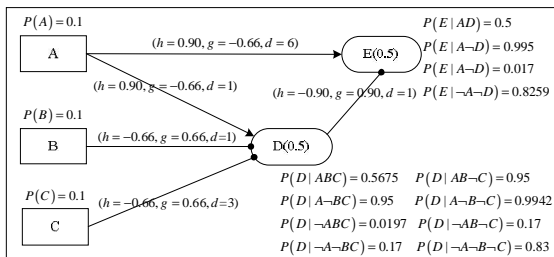 P(A)=0.1
A
(h=0.90, g=−0.66, d=6)
E(0.5)
P(E | AD) = 0.5
P(E | A¬D) = 0.995
P(E | A¬D) = 0.017
P(E | ¬A¬D) = 0.8259
(h=0.90, g=−0.66, d=1)
(h=−0.90, g=0.90, d=1)
P(B)=0.1
B
(h=−0.66, g=0.66, d=1)
D(0.5)
P(C)=0.1
C
(h=−0.66, g=0.66, d=3)
P(D | ABC) = 0.5675 P(D | AB¬C) = 0.95
P(D | A¬BC) = 0.95 P(D | A¬B¬C) = 0.9942
P(D | ¬ABC) = 0.0197 P(D | ¬AB¬C) = 0.17
P(D | ¬A¬BC) = 0.17 P(D | ¬A¬B¬C) = 0.83